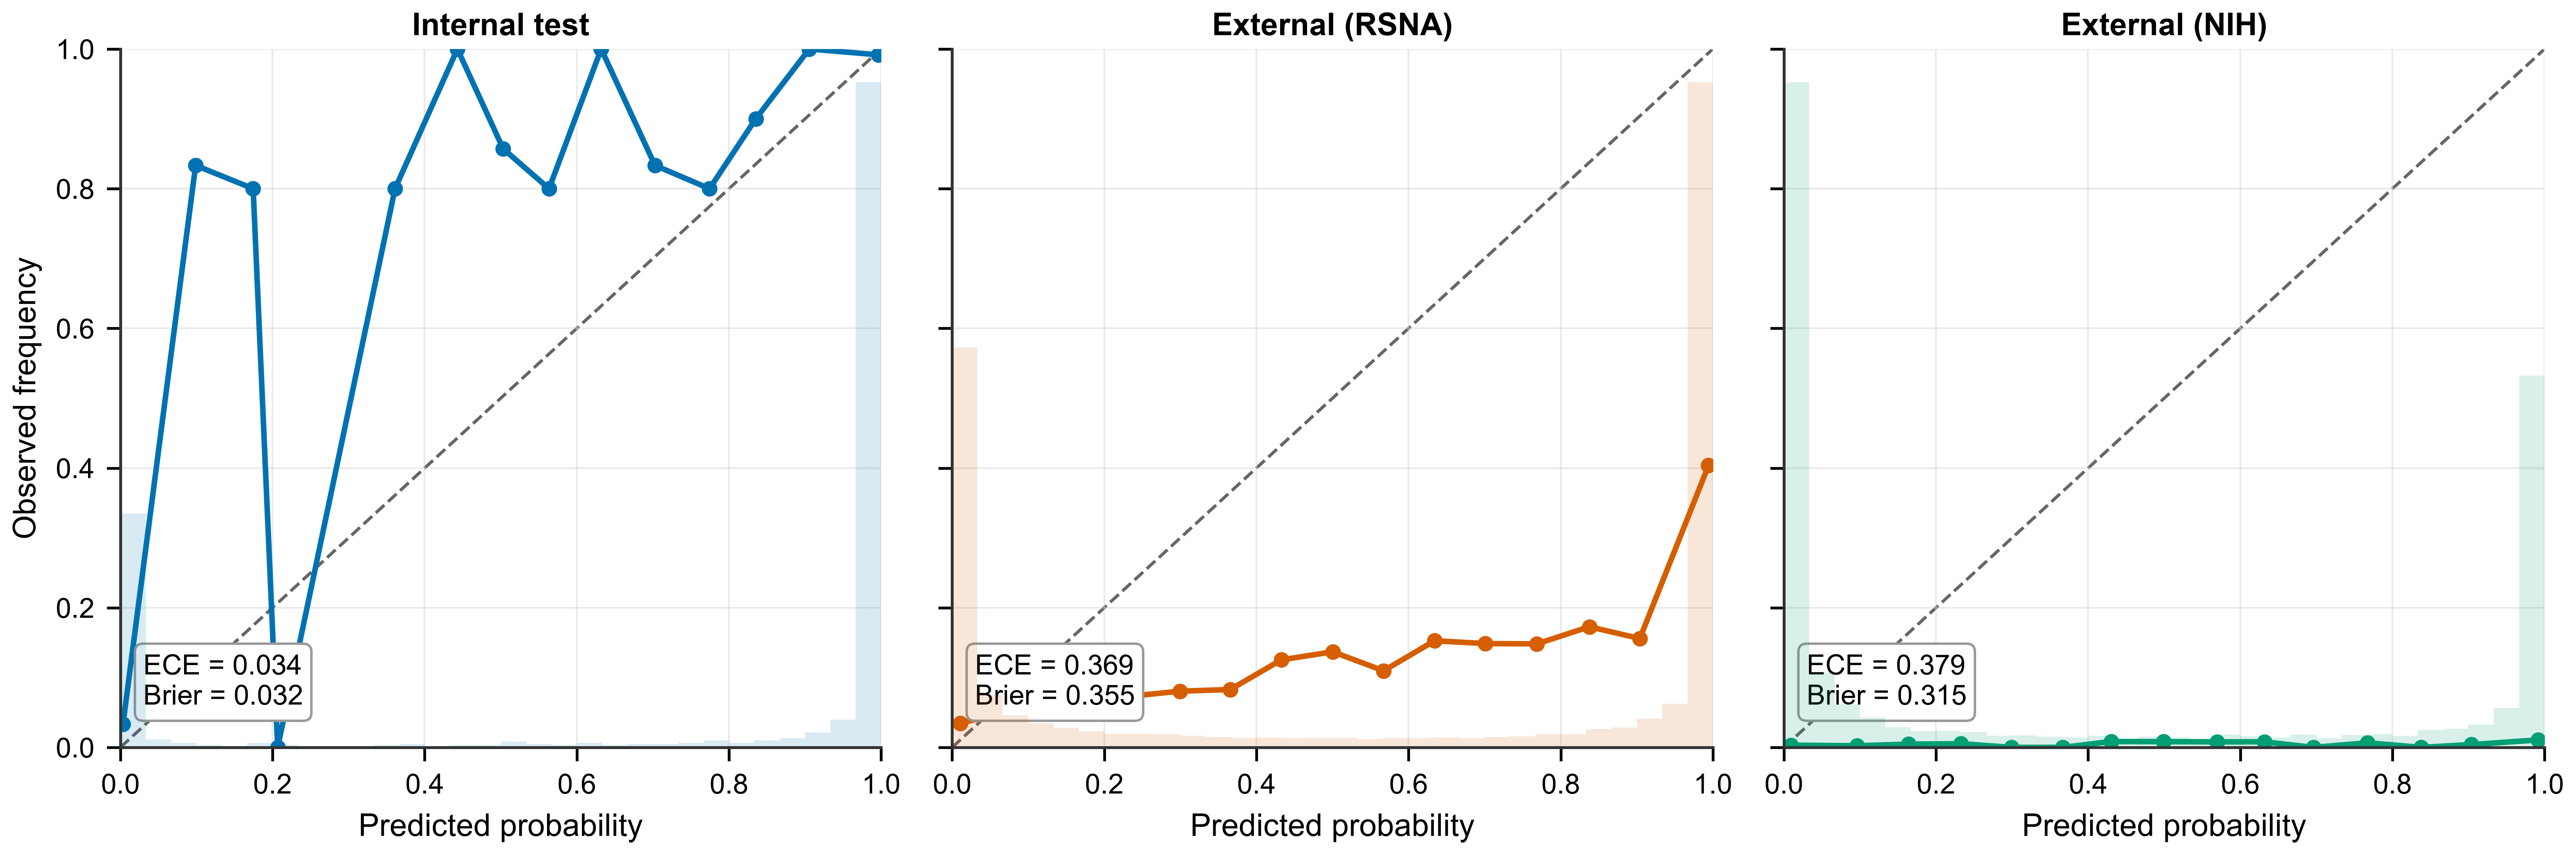 Internal test
External (RSNA)
External (NIH)
Observed frequency
1.0
0.8
0.6
0.4
0.2
0.0
ECE = 0.034
Brier = 0.032
ECE = 0.369
Brier = 0.355
ECE = 0.379
Brier = 0.315
0.0 0.2 0.4 0.6 0.8 1.0
0.0 0.2 0.4 0.6 0.8 1.0
0.0 0.2 0.4 0.6 0.8 1.0
Predicted probability
Predicted probability
Predicted probability